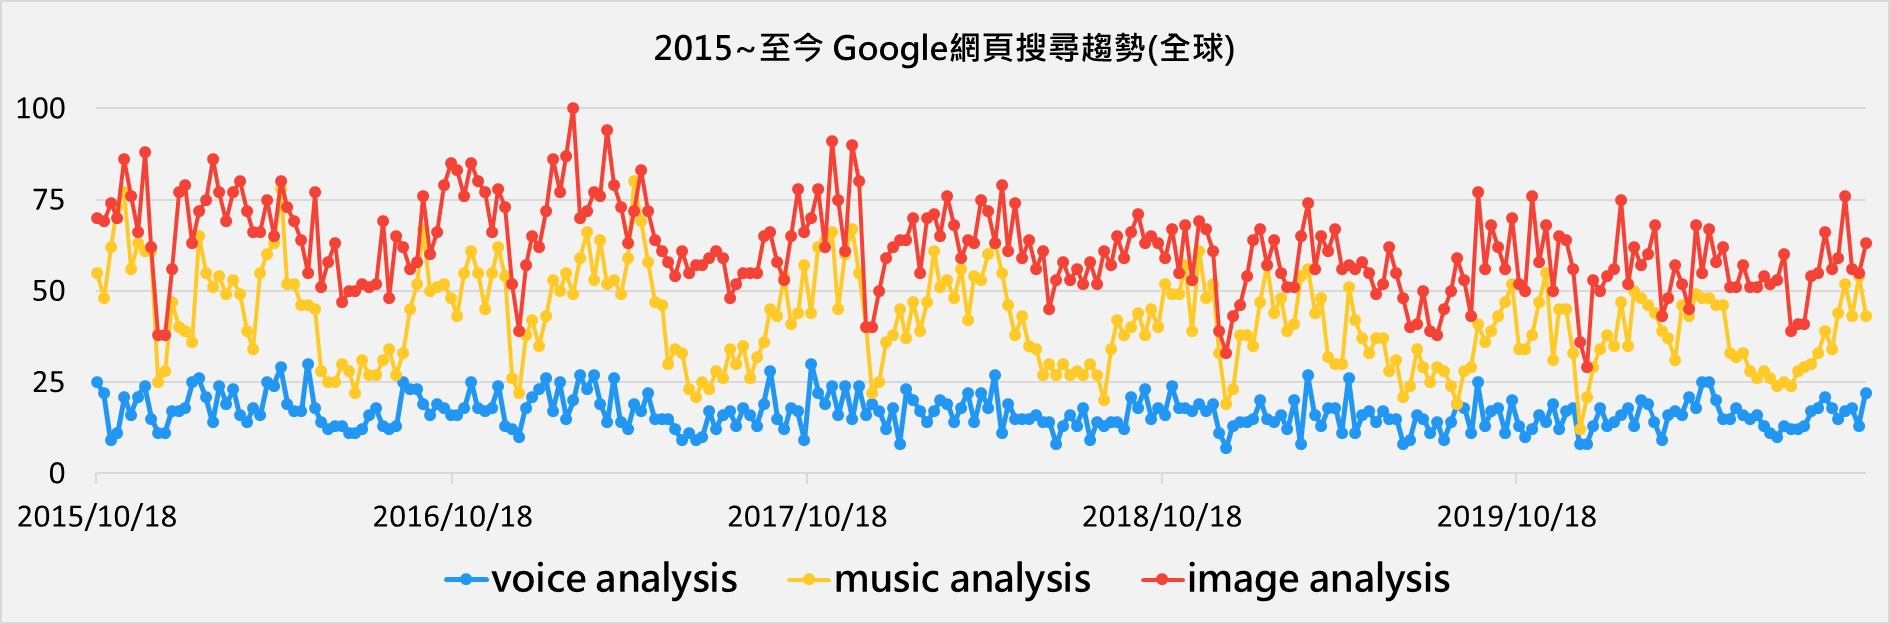 2015~至今 Google網頁搜尋趨勢(全球)
100
75
50
25
0
2015/10/18 2016/10/18 2017/10/18 2018/10/18 2019/10/18
voice analysis music analysis image analysis